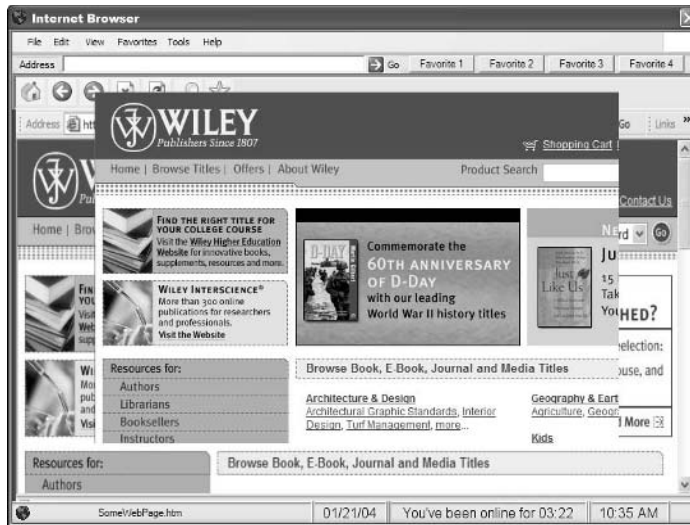 Internet Browser
File Edit View Favorites Tools Help
Address Go Favorite 1 Favorite 2 Favorite 3 Favorite 4
Address Go Links »
WILEY
Publishers Since 1807
Shopping Cart
Contact Us
Home | Browse Titles | Offers | About Wiley Product Search
Home | Go
FIND THE RIGHT TITLE FOR
YOUR COLLEGE COURSE
Visit the Wiley Higher Education
Website for innovative books,
supplements, resources and more.
WILEY INTERSCIENCE®
More than 300 online
publications for researchers
and professionals.
Visit the Website
D-DAY
Commemorate the
60TH ANNIVERSARY
OF D-DAY
with our leading
World War II history titles
Just
Like Us
15
HED?
election:
and
More
Resources for:
Authors
Librarians
Booksellers
Instructors
Browse Book, E-Book, Journal and Media Titles
Architecture & Design
Architectural Graphic Standards, Interior
Design, Turf Management, more...
Geography &
Agriculture,
Kids
Resources for:
Authors
Browse Book, E-Book, Journal and Media Titles
SomeWebPage.htm 01/21/04 You've been online for 03:22 10:35 AM